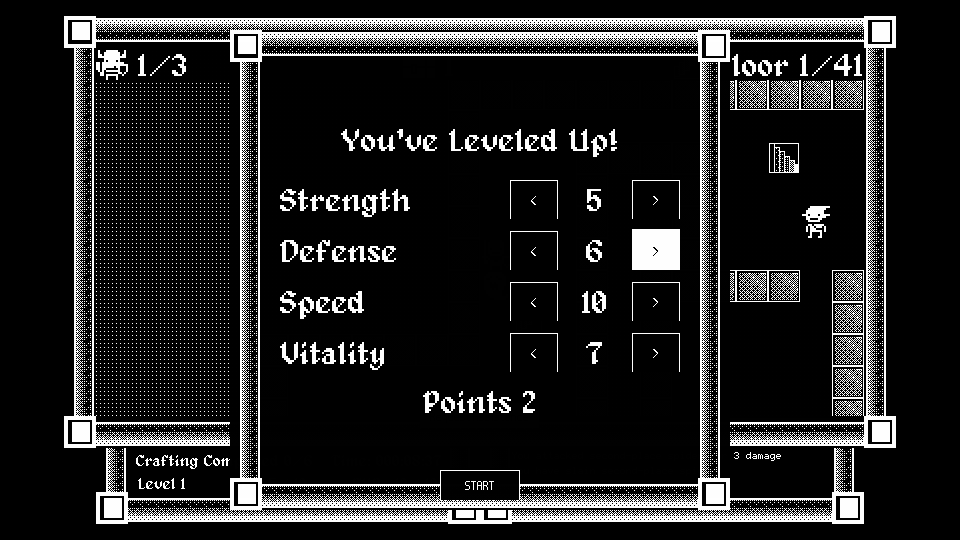 1/3
loor 1/41
You've Leveled Up!
Strength < 5 >
Defense < 6 >
Speed < 10 >
Vitality < 7 >
Points 2
Crafting Com
3 damage
Level 1
START